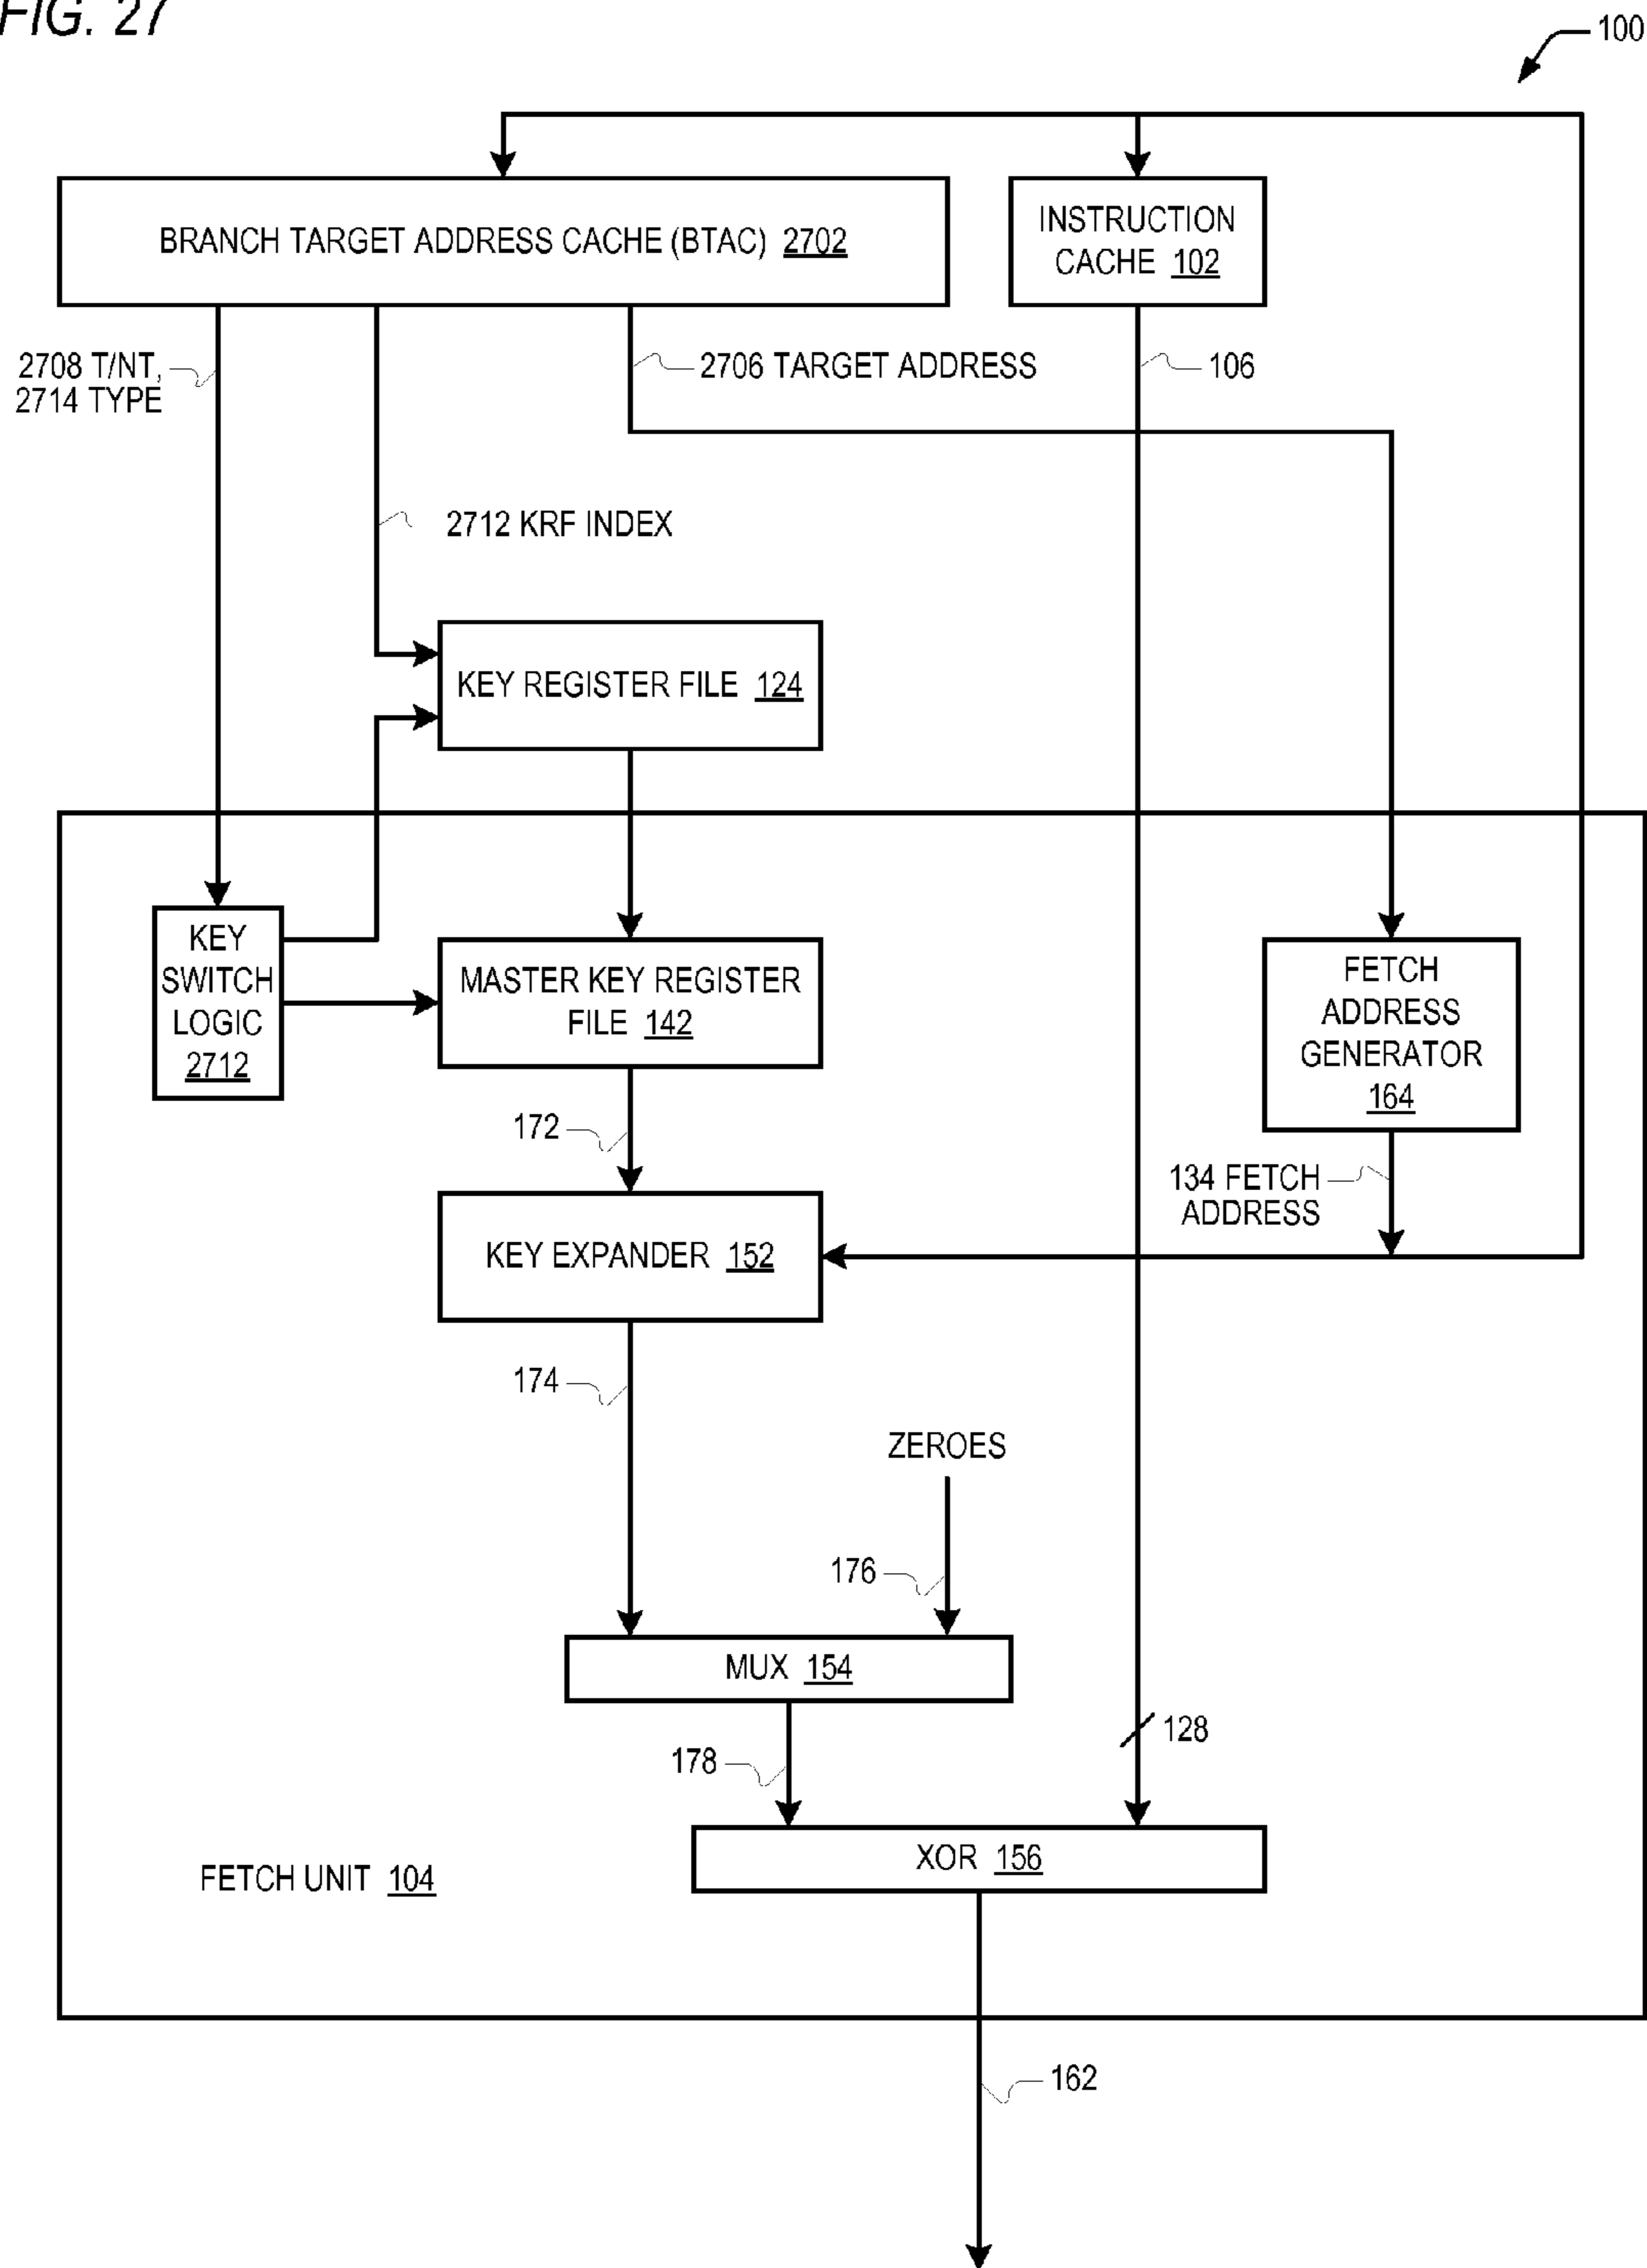 FIG. 27
100
BRANCH TARGET ADDRESS CACHE (BTAC) 2702
INSTRUCTION
CACHE 102
2708 T/NT,
2714 TYPE
2706 TARGET ADDRESS
106
2712 KRF INDEX
KEY REGISTER FILE 124
KEY
SWITCH
LOGIC
2712
MASTER KEY REGISTER
FILE 142
FETCH
ADDRESS
GENERATOR
164
172
134 FETCH
ADDRESS
KEY EXPANDER 152
174
ZEROES
176
MUX 154
128
178
XOR 156
FETCH UNIT 104
162